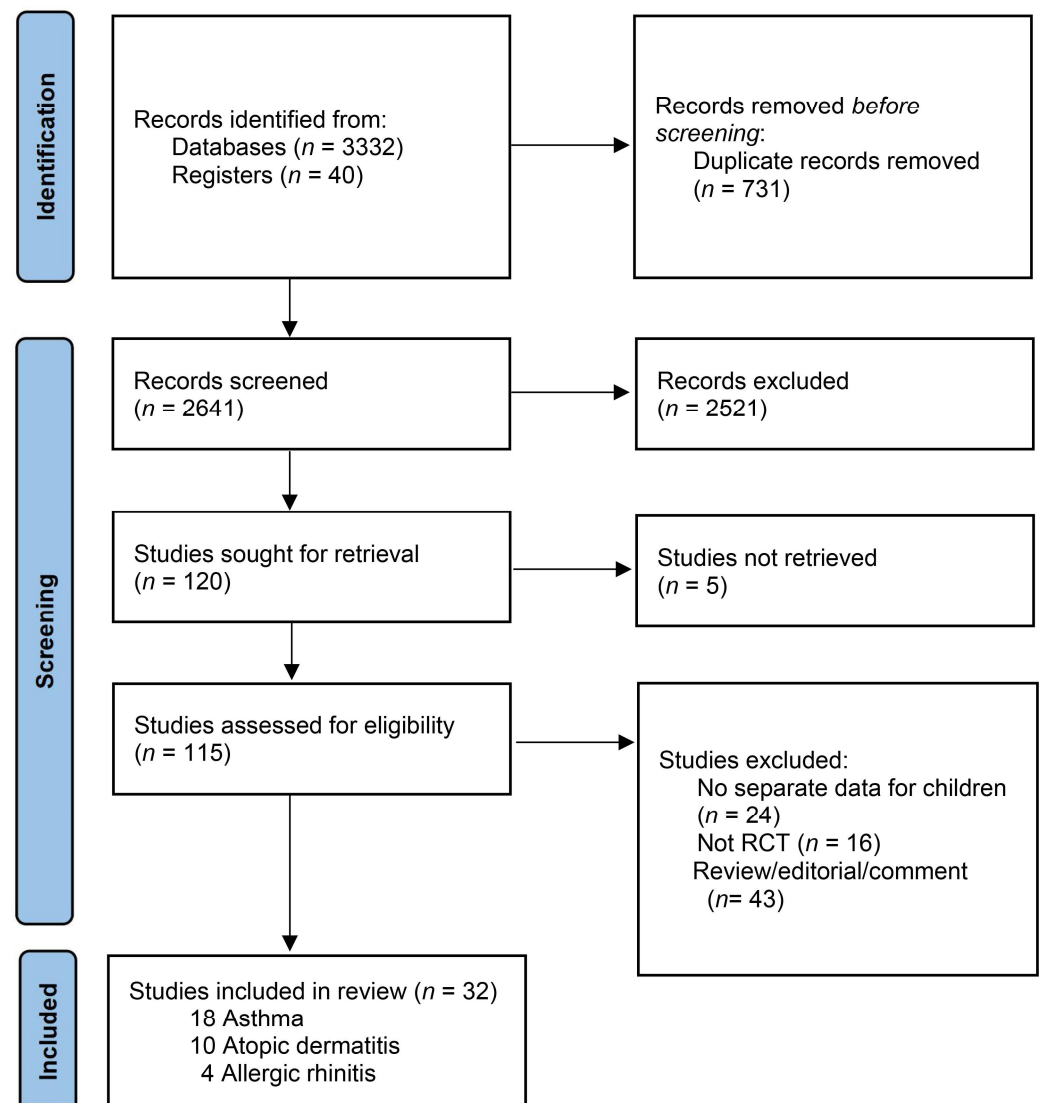 Identification
Records identified from:
Databases (n = 3332)
Registers (n = 40)
Records removed before
screening:
Duplicate records removed
(n = 731)
Screening
Records screened
(n = 2641)
Records excluded
(n = 2521)
Studies sought for retrieval
(n = 120)
Studies not retrieved
(n = 5)
Studies assessed for eligibility
(n = 115)
Studies excluded:
No separate data for children
(n = 24)
Not RCT (n = 16)
Review/editorial/comment
(n= 43)
Included
Studies included in review (n = 32)
18 Asthma
10 Atopic dermatitis
4 Allergic rhinitis